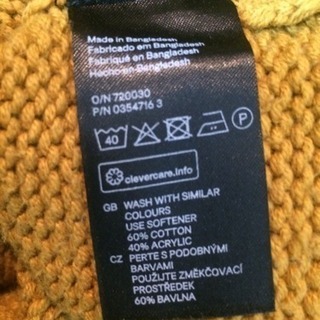 Made in Bangladesh
Fabricado em Bangladesh
Fabriqué en Bangladesh
Hecho en Bangladesh
O/N 720030
P/N 0354716 3
40
P
clevercare.info
GB WASH WITH SIMILAR
COLOURS
USE SOFTENER
60% COTTON
40% ACRYLIC
CZ PERTE S PODOBNÝMI
BARVAMI
POUŽIJTE ZMĚKČOVACÍ
PROSTŘEDEK
60% BAVLNA